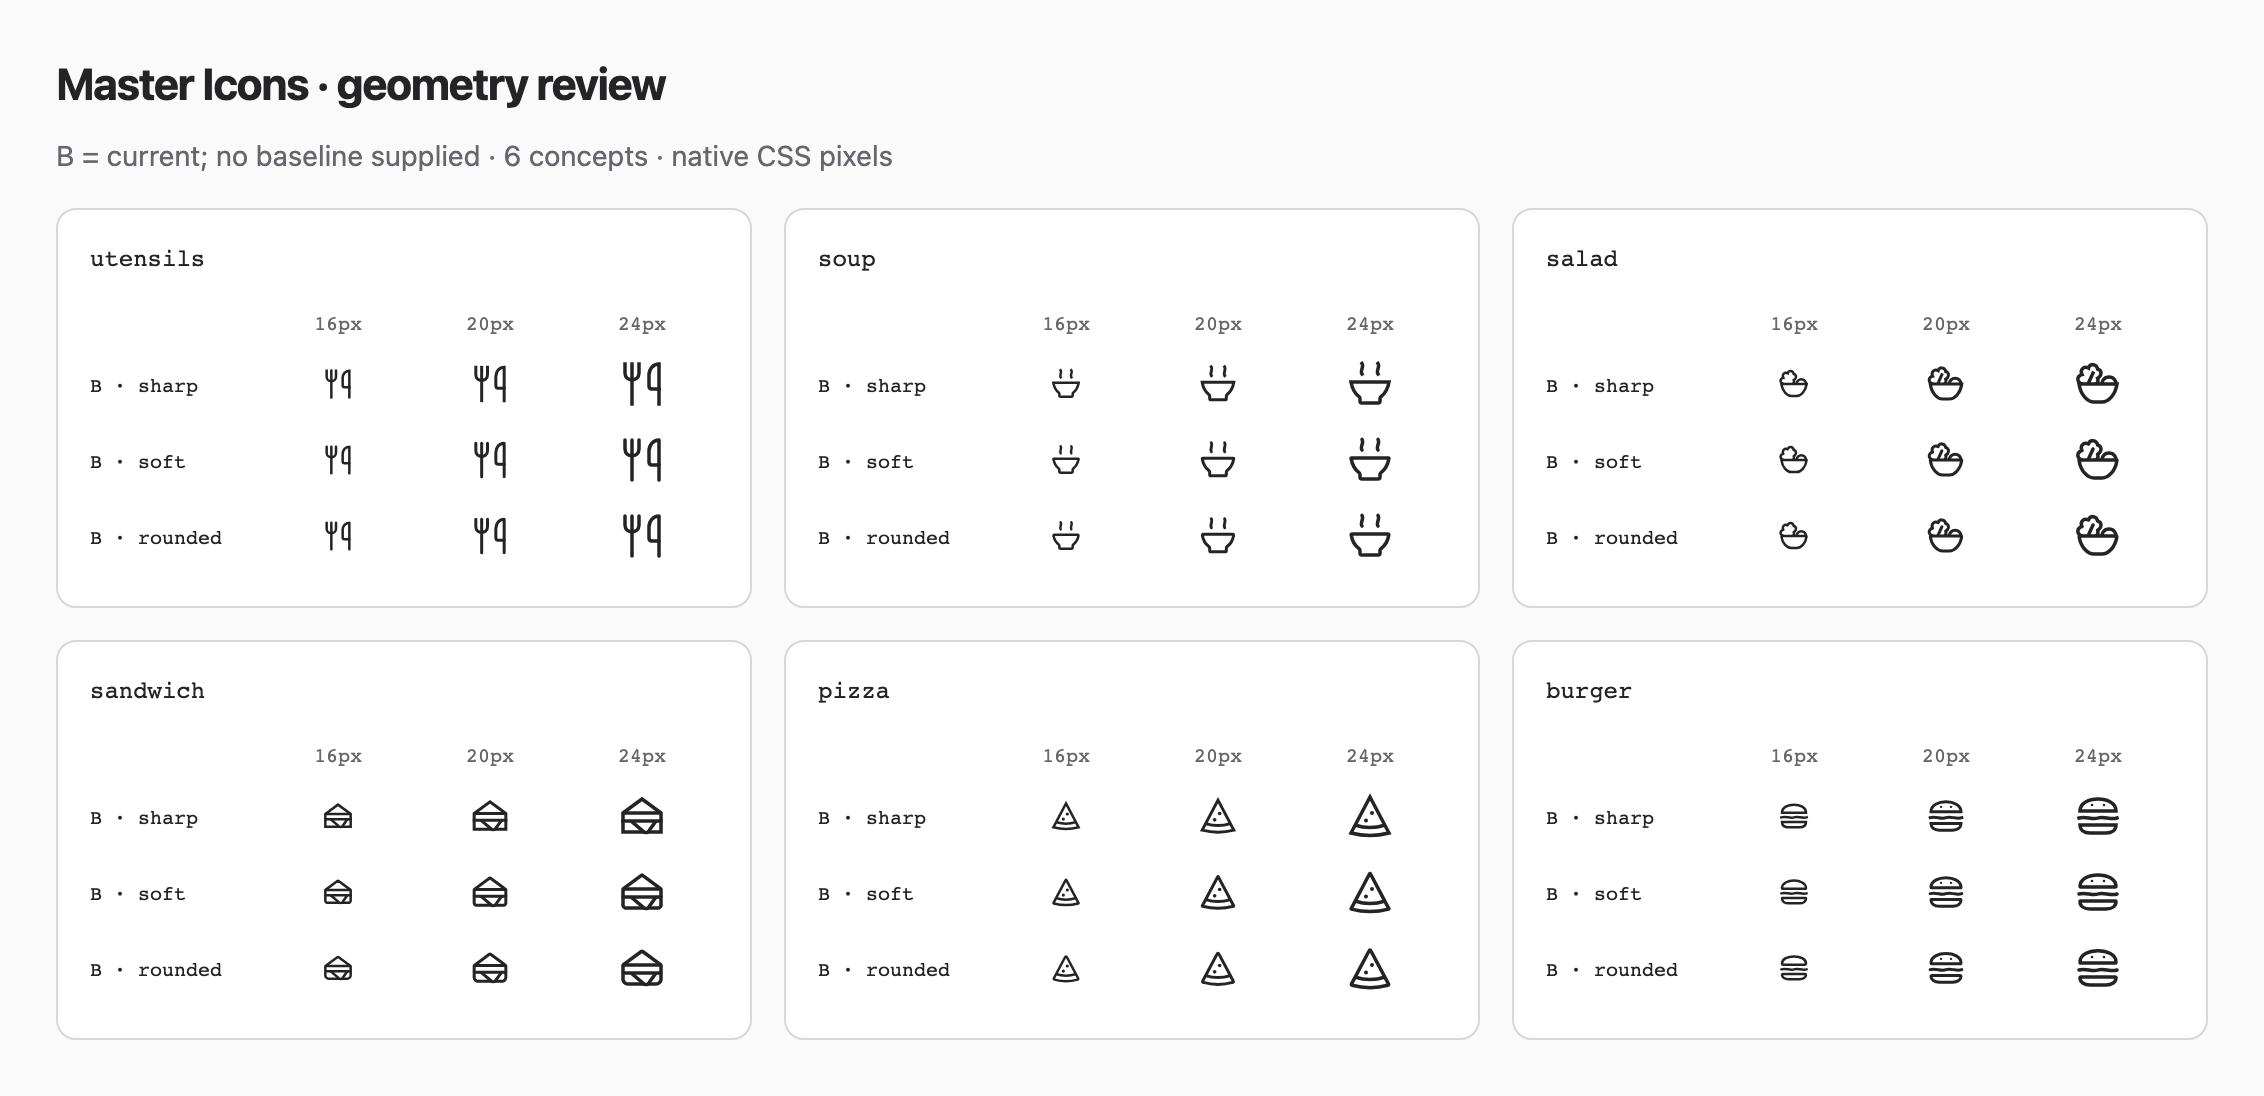 Master Icons · geometry review
B = current; no baseline supplied · 6 concepts · native CSS pixels
utensils
16px 20px 24px
B · sharp
B · soft
B · rounded
soup
16px 20px 24px
B · sharp
B · soft
B · rounded
salad
16px 20px 24px
B · sharp
B · soft
B · rounded
sandwich
16px 20px 24px
B · sharp
B · soft
B · rounded
pizza
16px 20px 24px
B · sharp
B · soft
B · rounded
burger
16px 20px 24px
B · sharp
B · soft
B · rounded